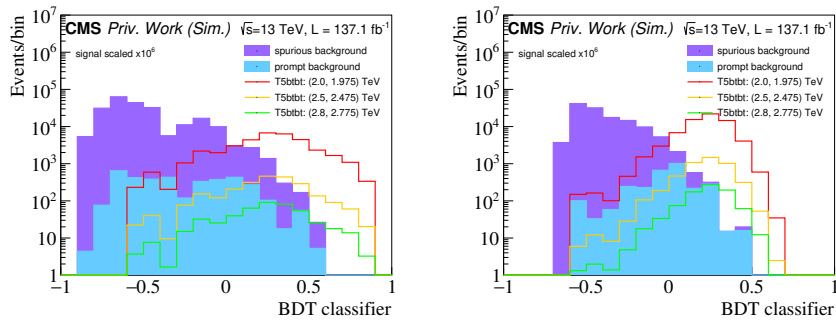 CMS Priv. Work (Sim.) √s=13 TeV, L = 137.1 fb⁻¹
signal scaled x10⁶
spurious background
prompt background
T5btbt: (2.0, 1.975) TeV
T5btbt: (2.5, 2.475) TeV
T5btbt: (2.8, 2.775) TeV
Events/bin
10⁷
10⁶
10⁵
10⁴
10³
10²
10
1
−1 −0.5 0 0.5 1
BDT classifier
CMS Priv. Work (Sim.) √s=13 TeV, L = 137.1 fb⁻¹
signal scaled x10⁶
spurious background
prompt background
T5btbt: (2.0, 1.975) TeV
T5btbt: (2.5, 2.475) TeV
T5btbt: (2.8, 2.775) TeV
Events/bin
10⁷
10⁶
10⁵
10⁴
10³
10²
10
1
−1 −0.5 0 0.5 1
BDT classifier